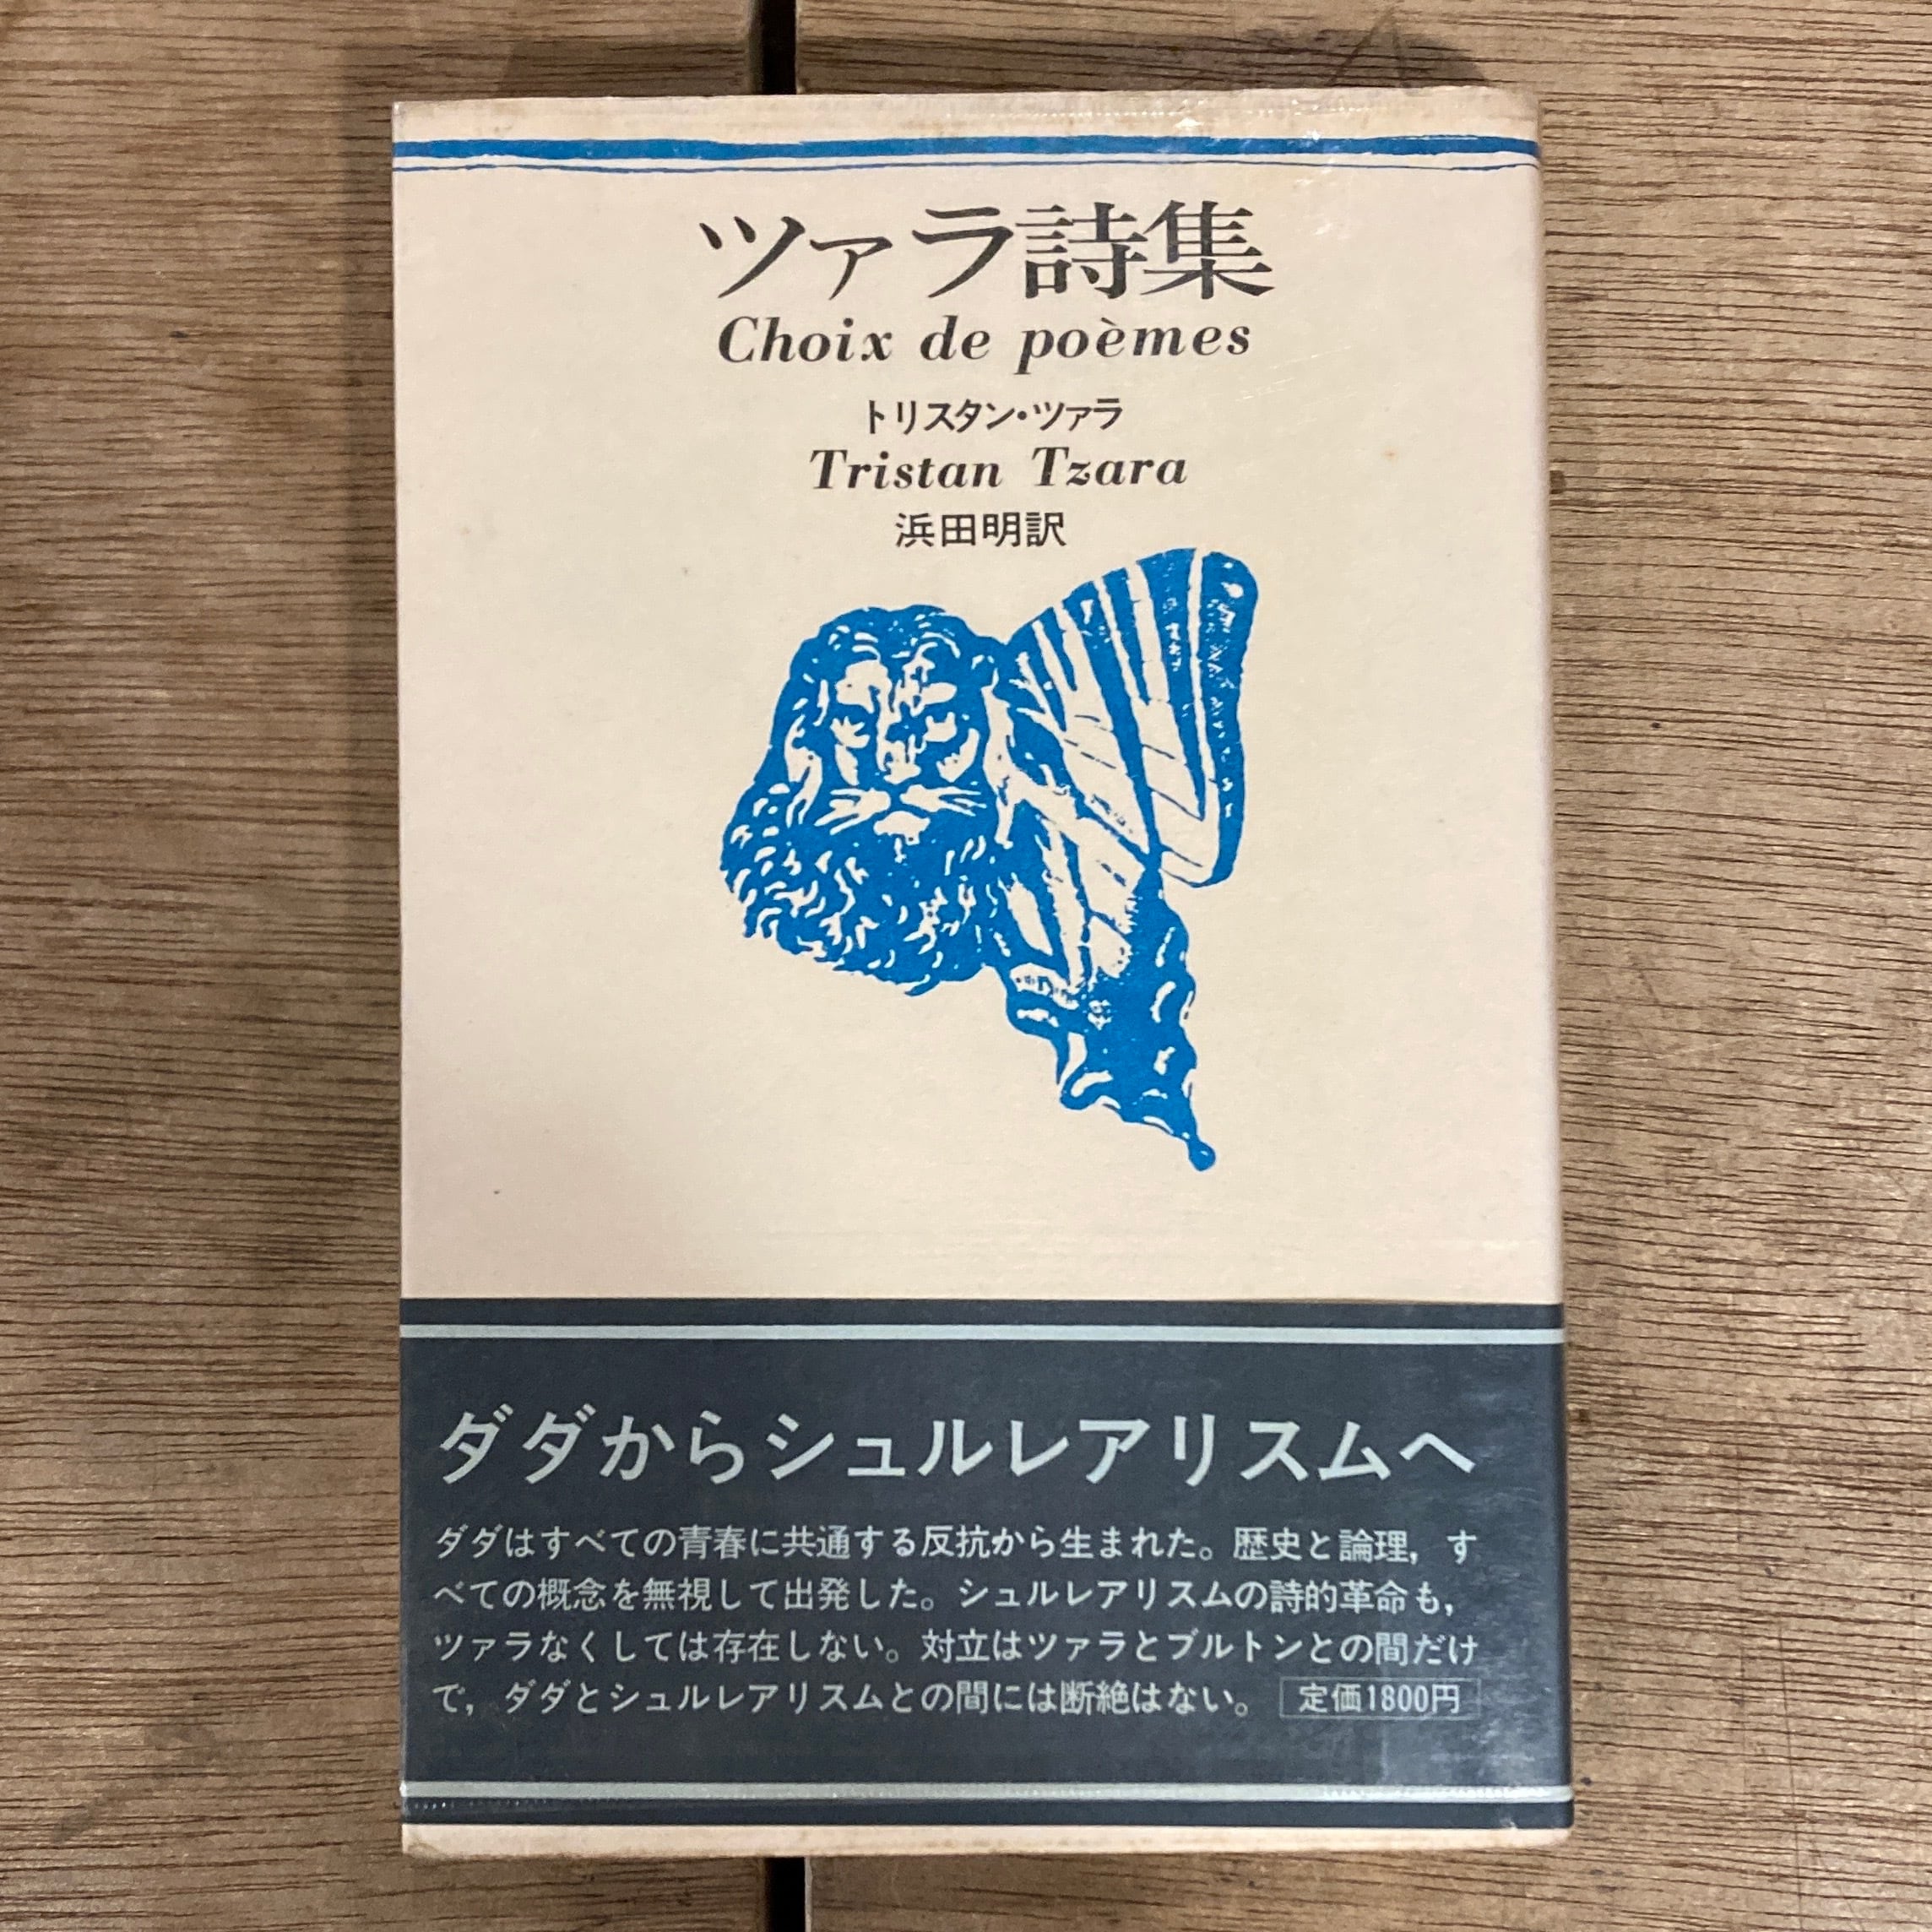 ツァラ詩集
Choix de poèmes
トリスタン・ツァラ
Tristan Tzara
浜田明訳
ダダからシュルレアリスムへ
ダダはすべての青春に共通する反抗から生まれた。歴史と論理，す
べての概念を無視して出発した。シュルレアリスムの詩的革命も，
ツァラなくしては存在しない。対立はツァラとブルトンとの間だけ
で，ダダとシュルレアリスムとの間には断絶はない。 定価1800円